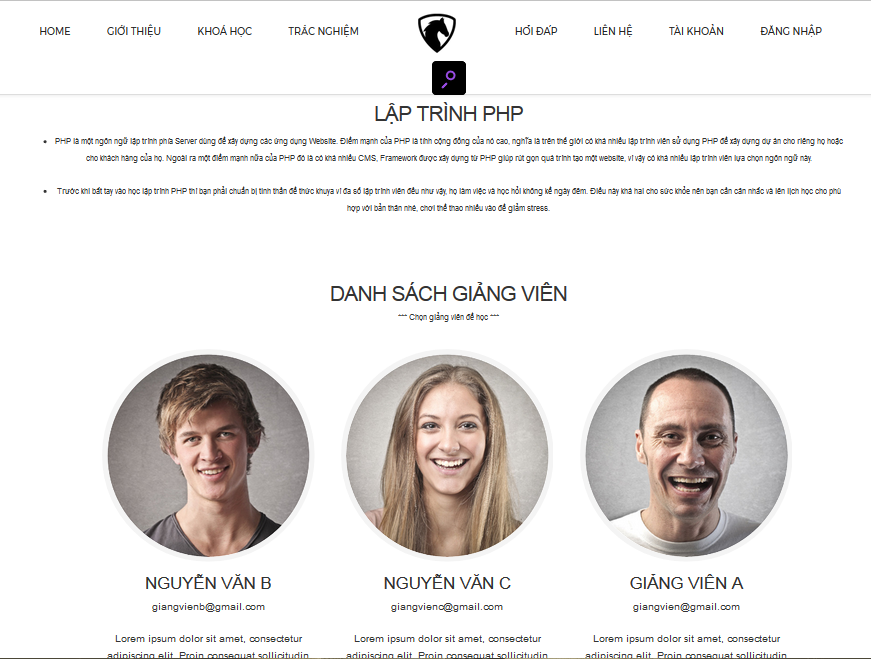 HOME GIỚI THIỆU KHOÁ HỌC TRẮC NGHIỆM HỎI ĐÁP LIÊN HỆ TÀI KHOẢN ĐĂNG NHẬP
LẬP TRÌNH PHP
PHP là một ngôn ngữ lập trình phía Server dùng để xây dựng các ứng dụng Website. Điểm mạnh của PHP là tính cộng đồng của nó cao, nghĩa là trên thế giới có khá nhiều lập trình viên sử dụng PHP để xây dựng dự án cho riêng họ hoặc
cho khách hàng của họ. Ngoài ra một điểm mạnh nữa của PHP đó là có khá nhiều CMS, Framework được xây dựng từ PHP giúp rút gọn quá trình tạo một website, vì vậy có khá nhiều lập trình viên lựa chọn ngôn ngữ này.
Trước khi bắt tay vào học lập trình PHP thì bạn phải chuẩn bị tinh thần để thức khuya vì đa số lập trình viên đều như vậy, họ làm việc và học hỏi không kể ngày đêm. Điều này khá hại cho sức khỏe nên bạn cần cân nhắc và lên lịch học cho phù
hợp với bản thân nhé, chơi thể thao nhiều vào để giảm stress.
DANH SÁCH GIẢNG VIÊN
~~~ Chọn giảng viên để học ~~~
NGUYỄN VĂN B NGUYỄN VĂN C GIẢNG VIÊN A
giangvienb@gmail.com giangvienc@gmail.com giangvien@gmail.com
Lorem ipsum dolor sit amet, consectetur Lorem ipsum dolor sit amet, consectetur Lorem ipsum dolor sit amet, consectetur
adipiscing elit. Proin consequat sollicitudin adipiscing elit. Proin consequat sollicitudin adipiscing elit. Proin consequat sollicitudin